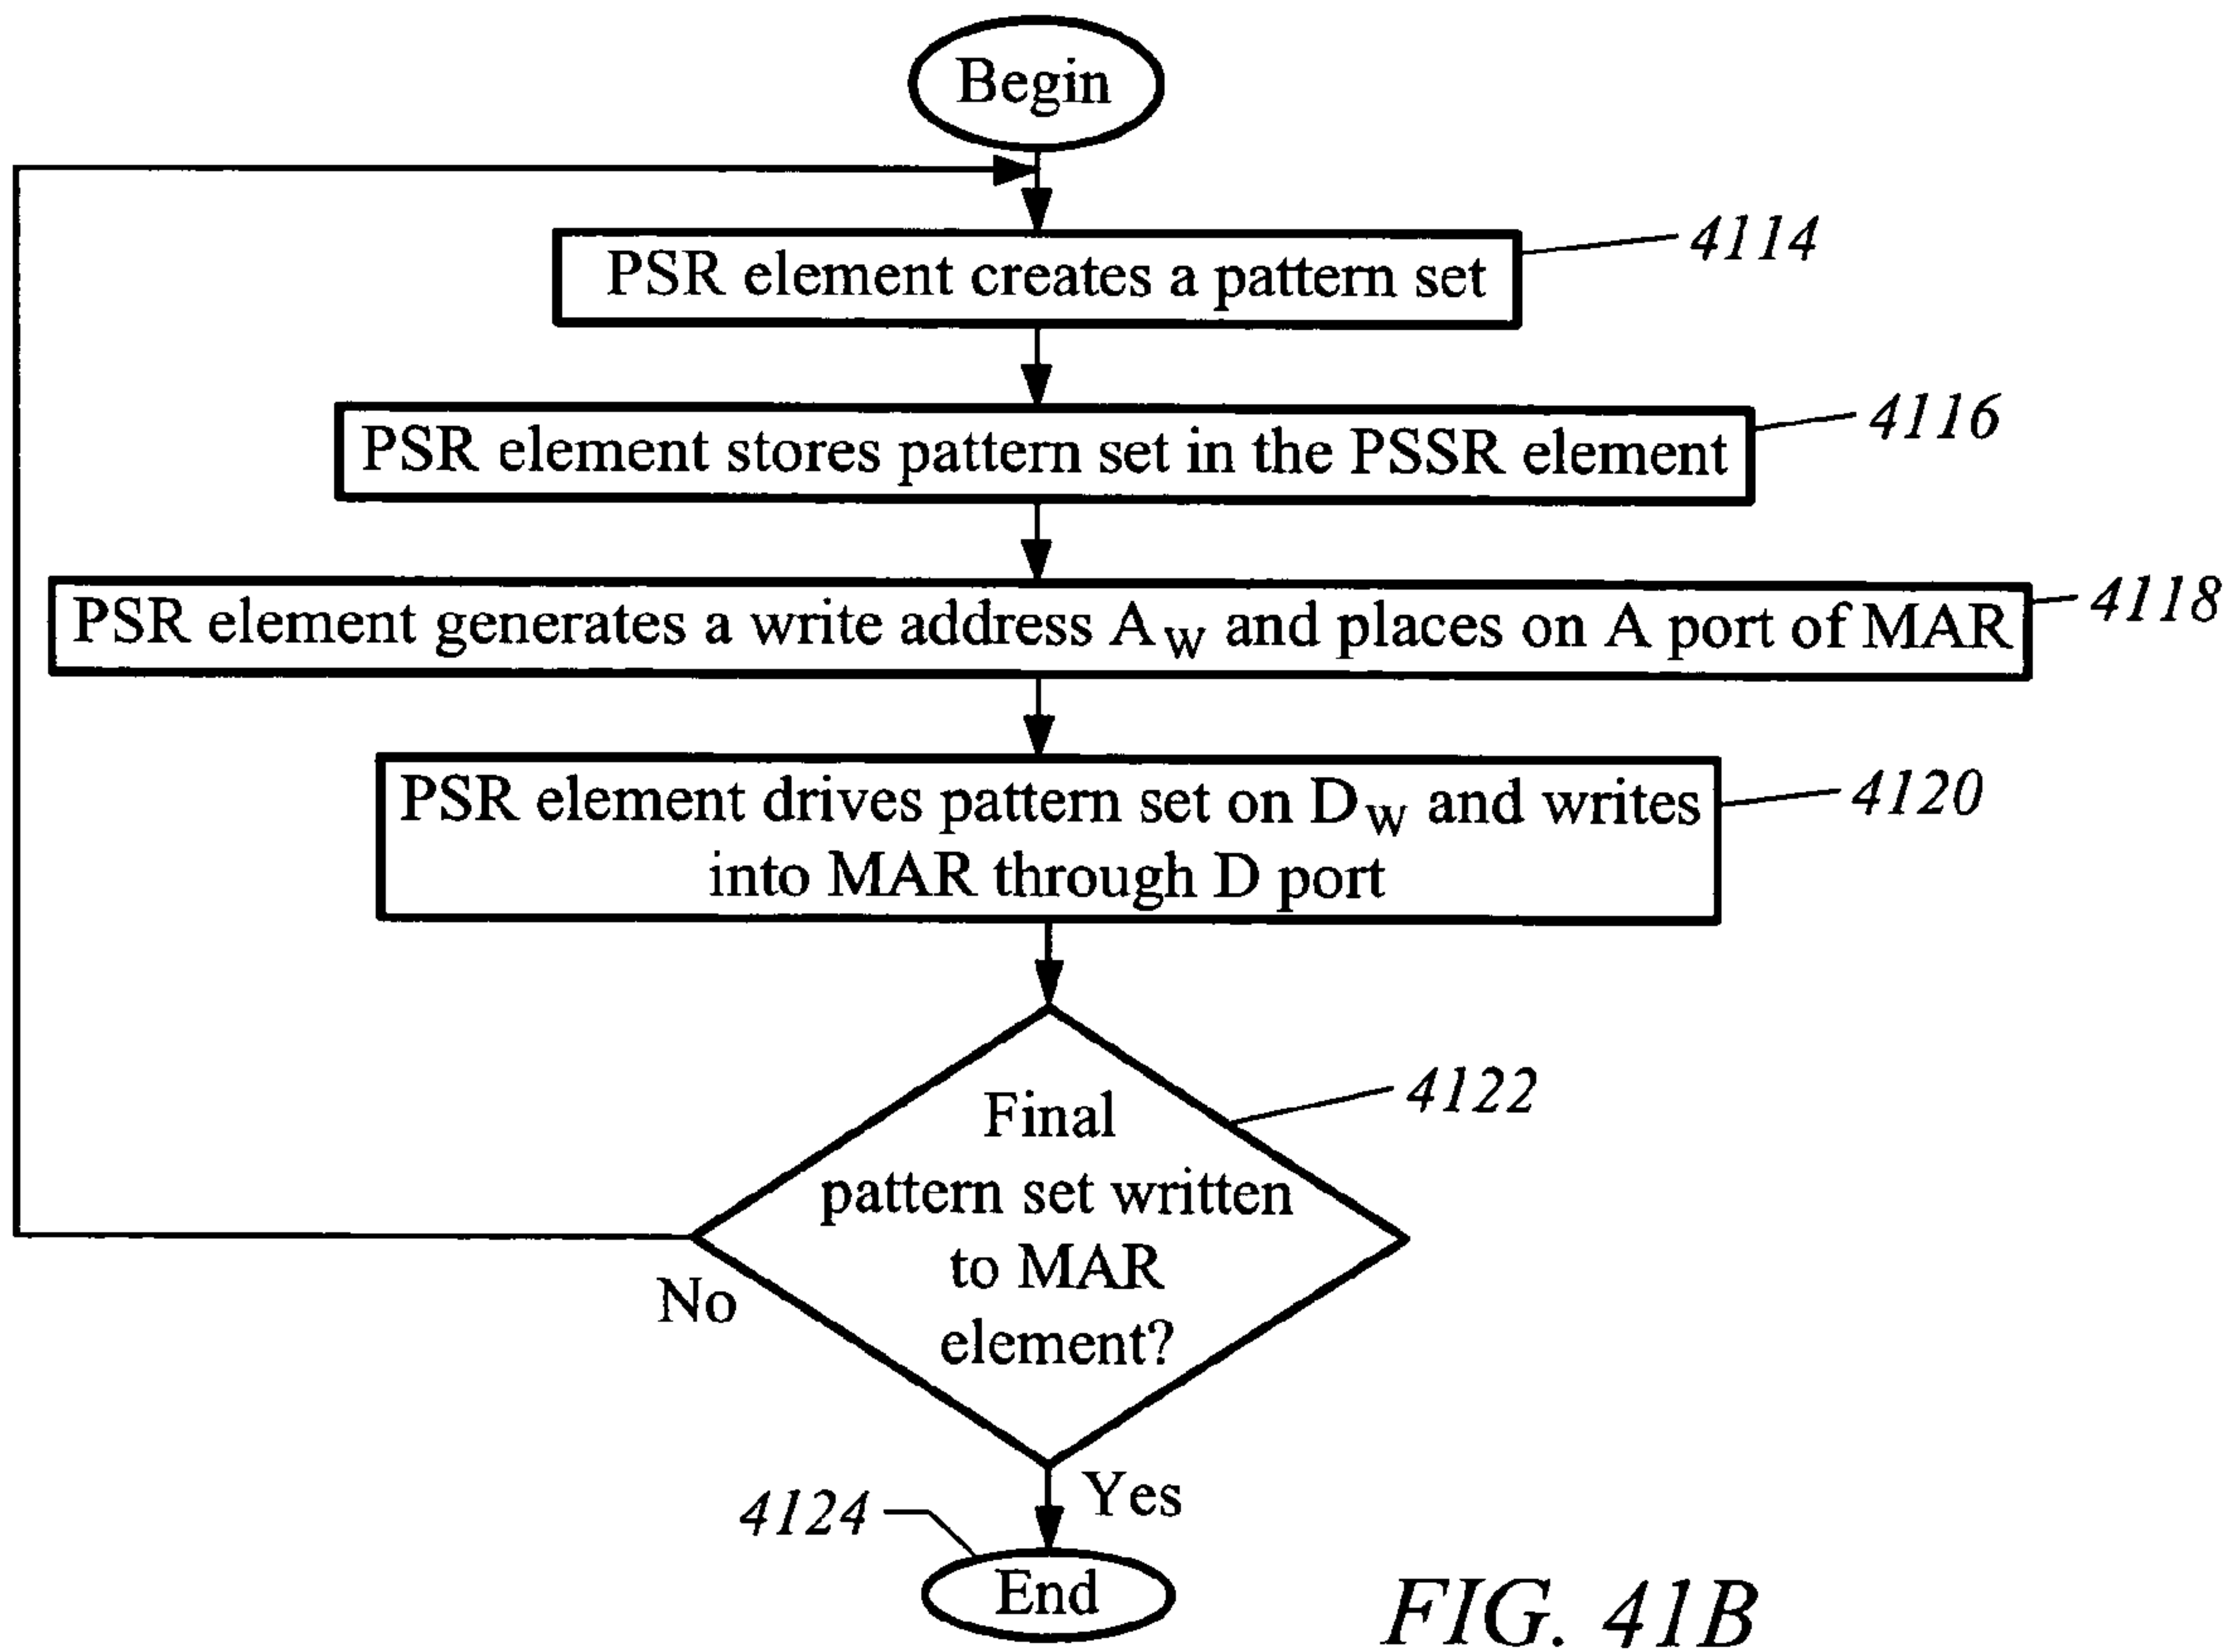 Begin
PSR element creates a pattern set
4114
PSR element stores pattern set in the PSSR element
4116
PSR element generates a write address Aw and places on A port of MAR
4118
PSR element drives pattern set on Dw and writes
into MAR through D port
4120
Final
pattern set written
to MAR
element?
4122
No
Yes
4124
End
FIG. 41B